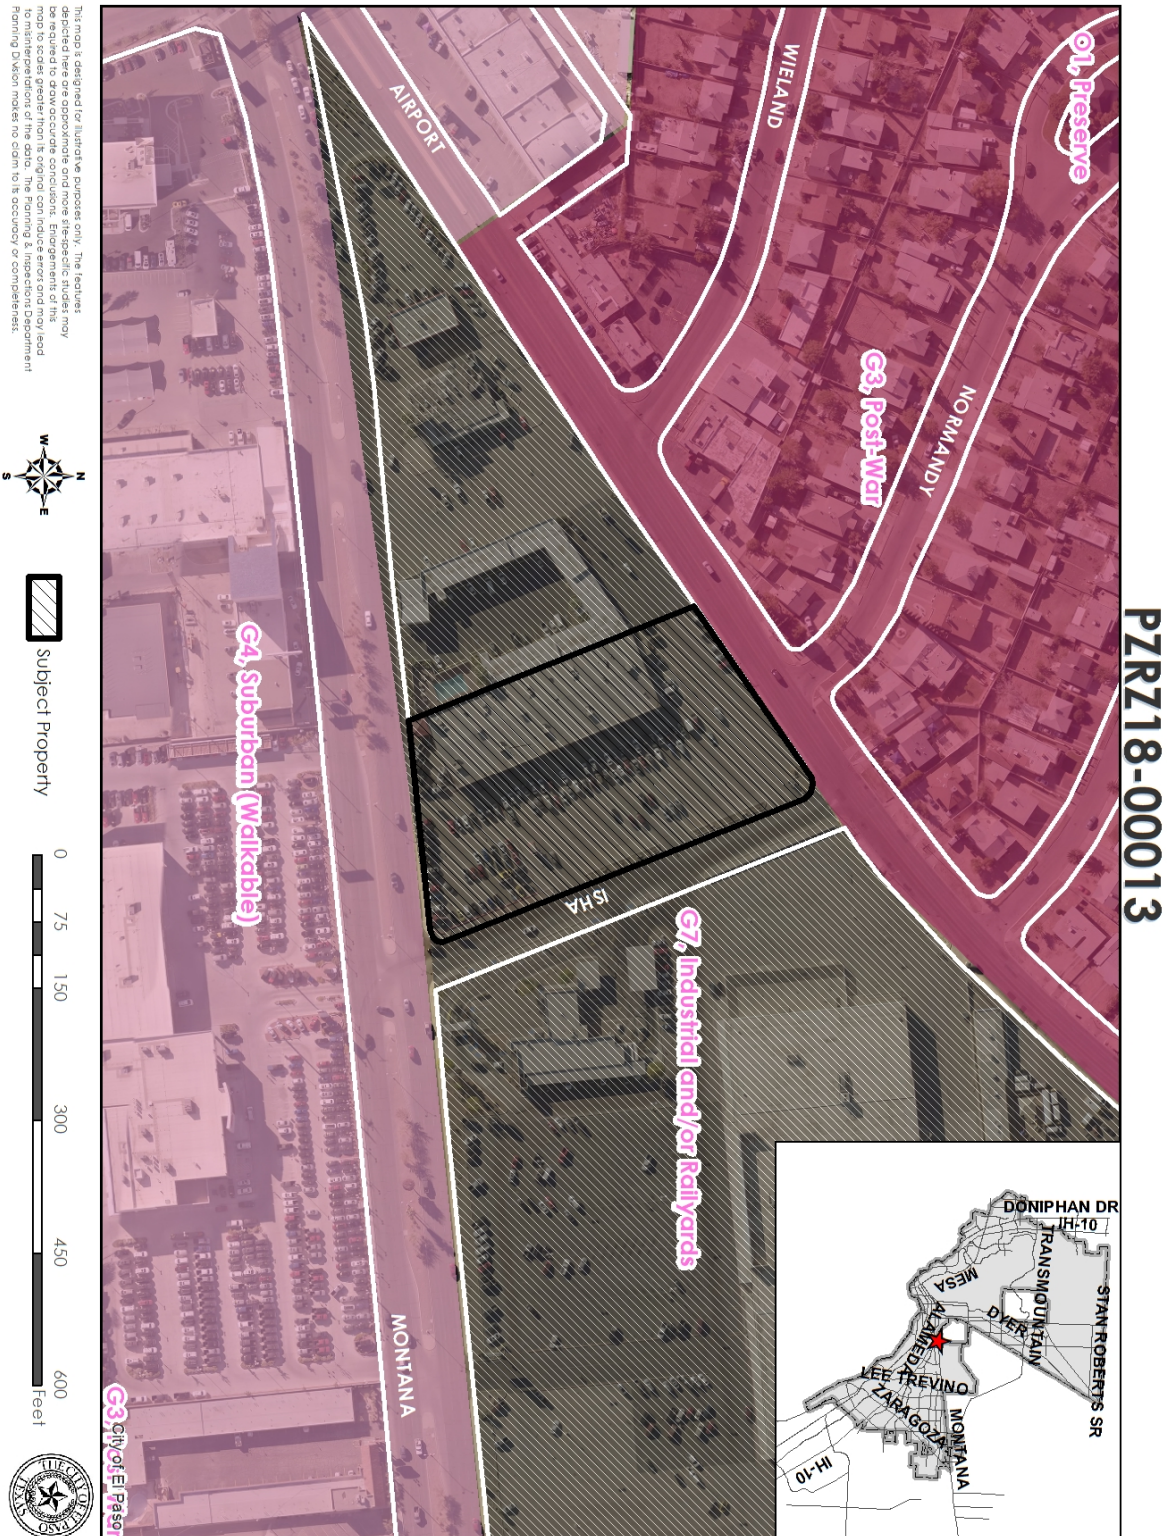 PZRZ18-00013
O1, Preserve
WIELAND
AIRPORT
G3, Post-War
NORMANDY
ISHA
G7, Industrial and/or Railyards
G4, Suburban (Walkable)
MONTANA
G3, Post-War
City of El Paso
DONIPHAN DR
IH-10
TRANSMOUNTAIN
STAN ROBERTS SR
MESA
DYER
ALAMEDA
LEE TREVINO
ZARAGOZA
MONTANA
IH-10
This map is designed for illustrative purposes only. The features
depicted here are approximate and more site-specific studies may
be required to draw accurate conclusions. Enlargements of this
map to scales greater than its original can induce errors and may lead
to misinterpretations of the data. The Planning & Inspections Department
Planning Division makes no claim to its accuracy or completeness.
N
W
E
S
Subject Property
0 75 150 300 450 600
Feet
THE CITY OF EL PASO
TEXAS